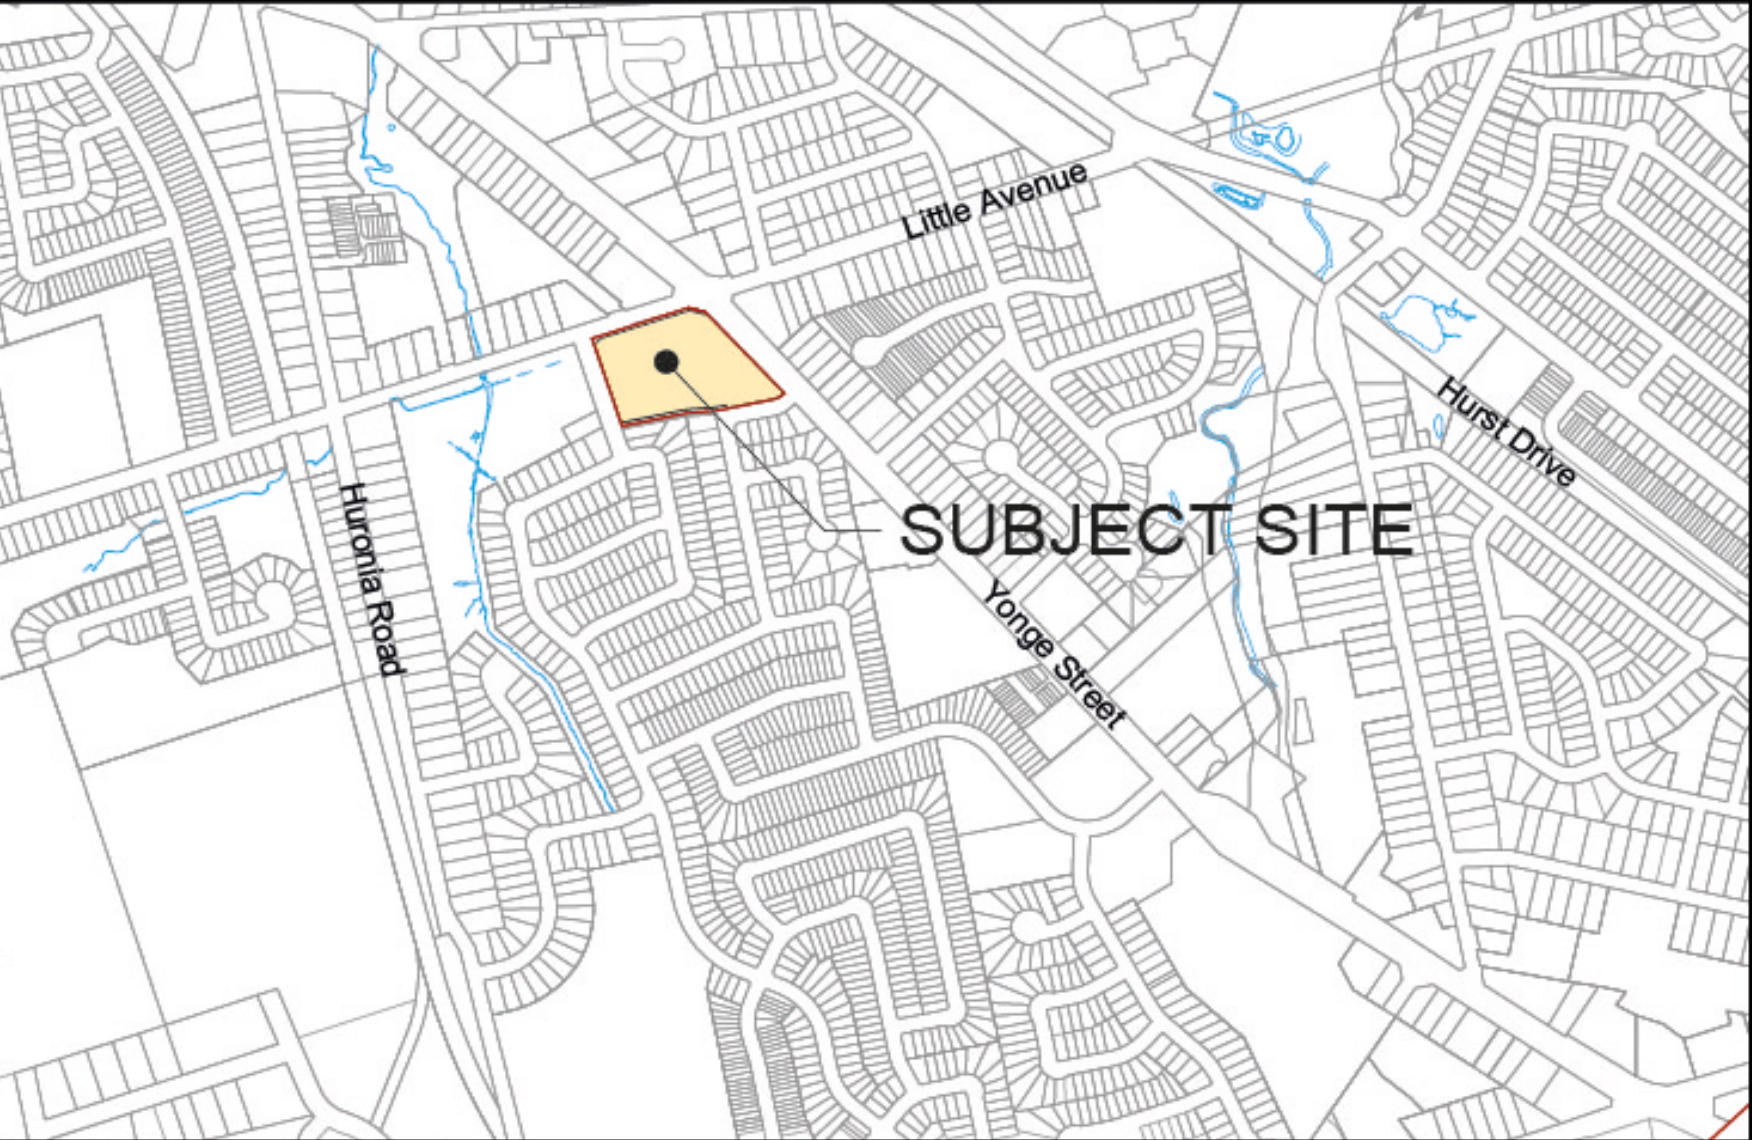 Little Avenue
Hurst Drive
Huronia Road
SUBJECT SITE
Yonge Street